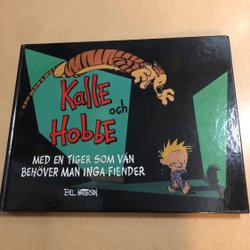 Kalle
och
Hobbe
MED EN TIGER SOM VÄN
BEHÖVER MAN INGA FIENDER
BILL WATTERSON